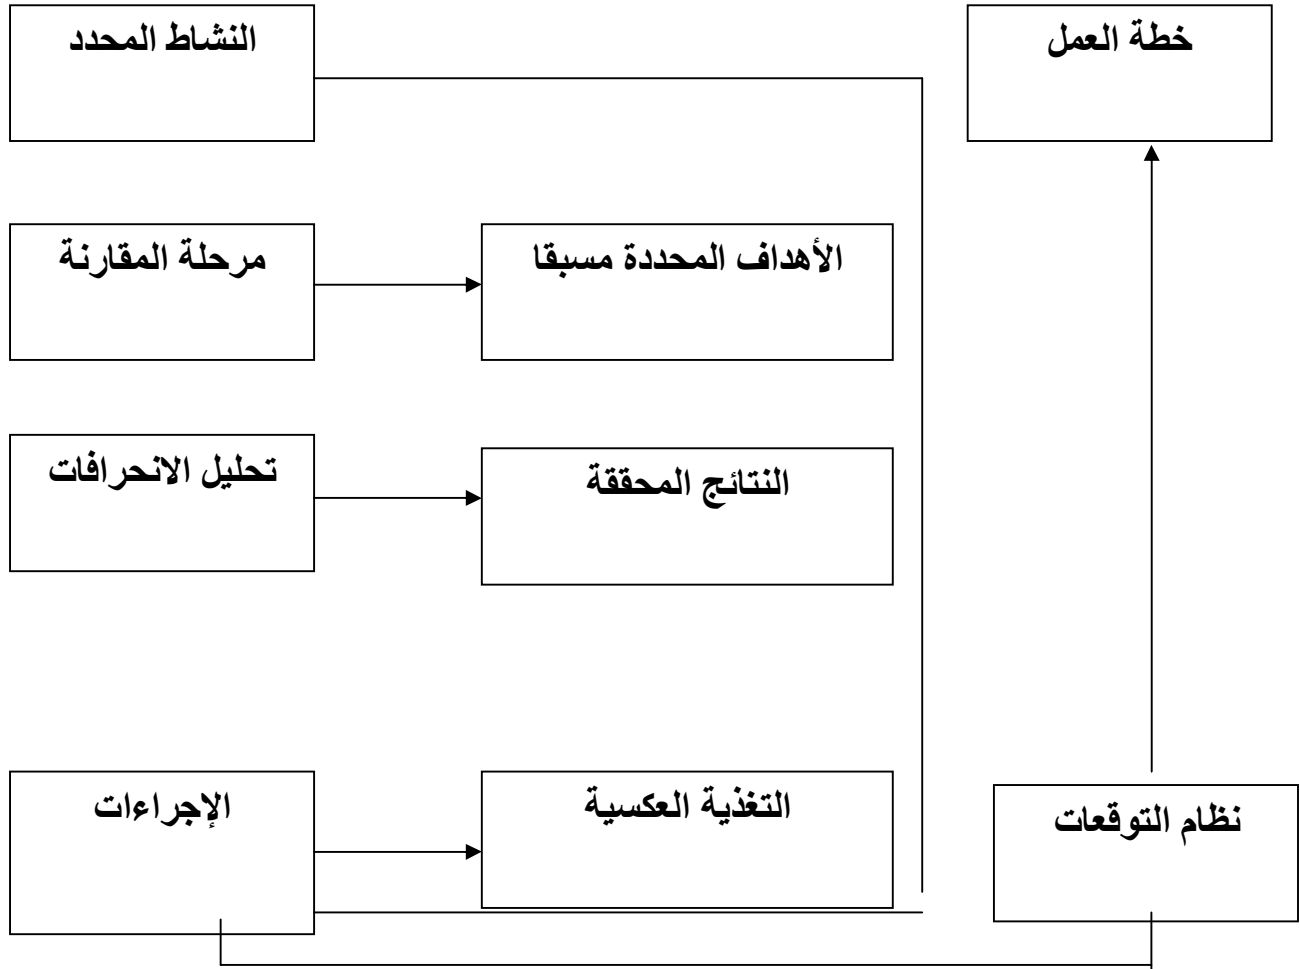 خطة العمل
النشاط المحدد
الأهداف المحددة مسبقا
مرحلة المقارنة
النتائج المحققة
تحليل الانحرافات
نظام التوقعات
التغذية العكسية
الإجراءات